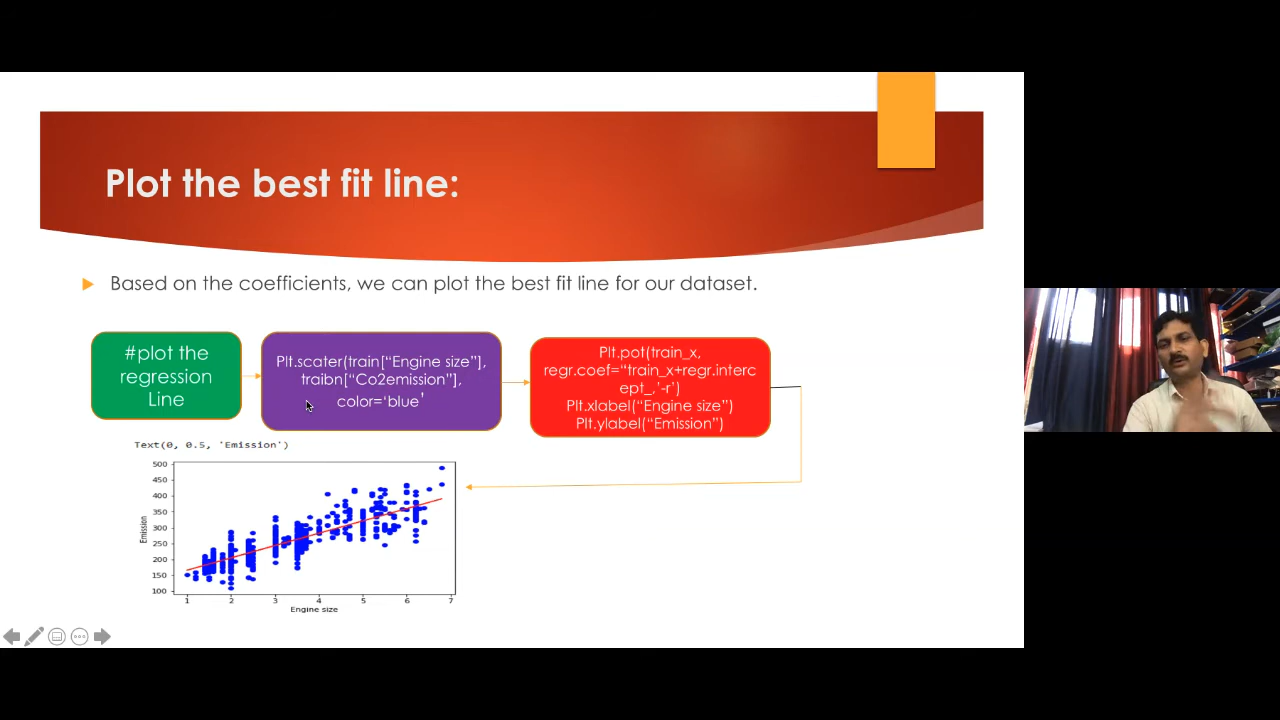 Plot the best fit line:
Based on the coefficients, we can plot the best fit line for our dataset.
#plot the
regression
Line
Plt.scater(train[“Engine size”],
traibn[“Co2emission”],
color=‘blue’
Plt.pot(train_x,
regr.coef=“train_x+regr.interc
ept_,’-r’)
Plt.xlabel(“Engine size”)
Plt.ylabel(“Emission”)
Text(0, 0.5, 'Emission')
500
450
400
350
300
250
200
150
100
Emission
1 2 3 4 5 6 7
Engine size